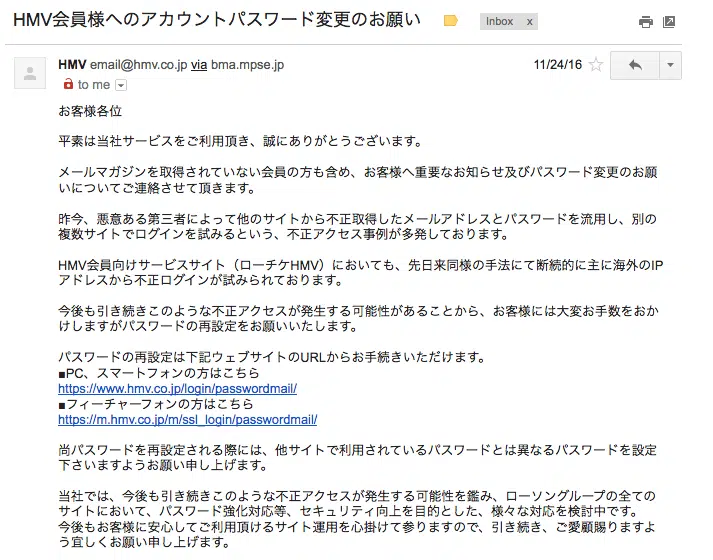 HMV会員様へのアカウントパスワード変更のお願い Inbox x
HMV email@hmv.co.jp via bma.mpse.jp 11/24/16
to me
お客様各位
平素は当社サービスをご利用頂き、誠にありがとうございます。
メールマガジンを取得されていない会員の方も含め、お客様へ重要なお知らせ及びパスワード変更のお願
いについてご連絡させて頂きます。
昨今、悪意ある第三者によって他のサイトから不正取得したメールアドレスとパスワードを流用し、別の
複数サイトでログインを試みるという、不正アクセス事例が多発しております。
HMV会員向けサービスサイト（ローチケHMV）においても、先日来同様の手法にて断続的に主に海外のIP
アドレスから不正ログインが試みられております。
今後も引き続きこのような不正アクセスが発生する可能性があることから、お客様には大変お手数をおか
けしますがパスワードの再設定をお願いいたします。
パスワードの再設定は下記ウェブサイトのURLからお手続きいただけます。
■PC、スマートフォンの方はこちら
https://www.hmv.co.jp/login/passwordmail/
■フィーチャーフォンの方はこちら
https://m.hmv.co.jp/m/ssl_login/passwordmail/
尚パスワードを再設定される際には、他サイトで利用されているパスワードとは異なるパスワードを設定
下さいますようお願い申し上げます。
当社では、今後も引き続きこのような不正アクセスが発生する可能性を鑑み、ローソングループの全ての
サイトにおいて、パスワード強化対応等、セキュリティ向上を目的とした、様々な対応を検討中です。
今後もお客様に安心してご利用頂けるサイト運用を心掛けて参りますので、引き続き、ご愛顧賜りますよ
う宜しくお願い申し上げます。